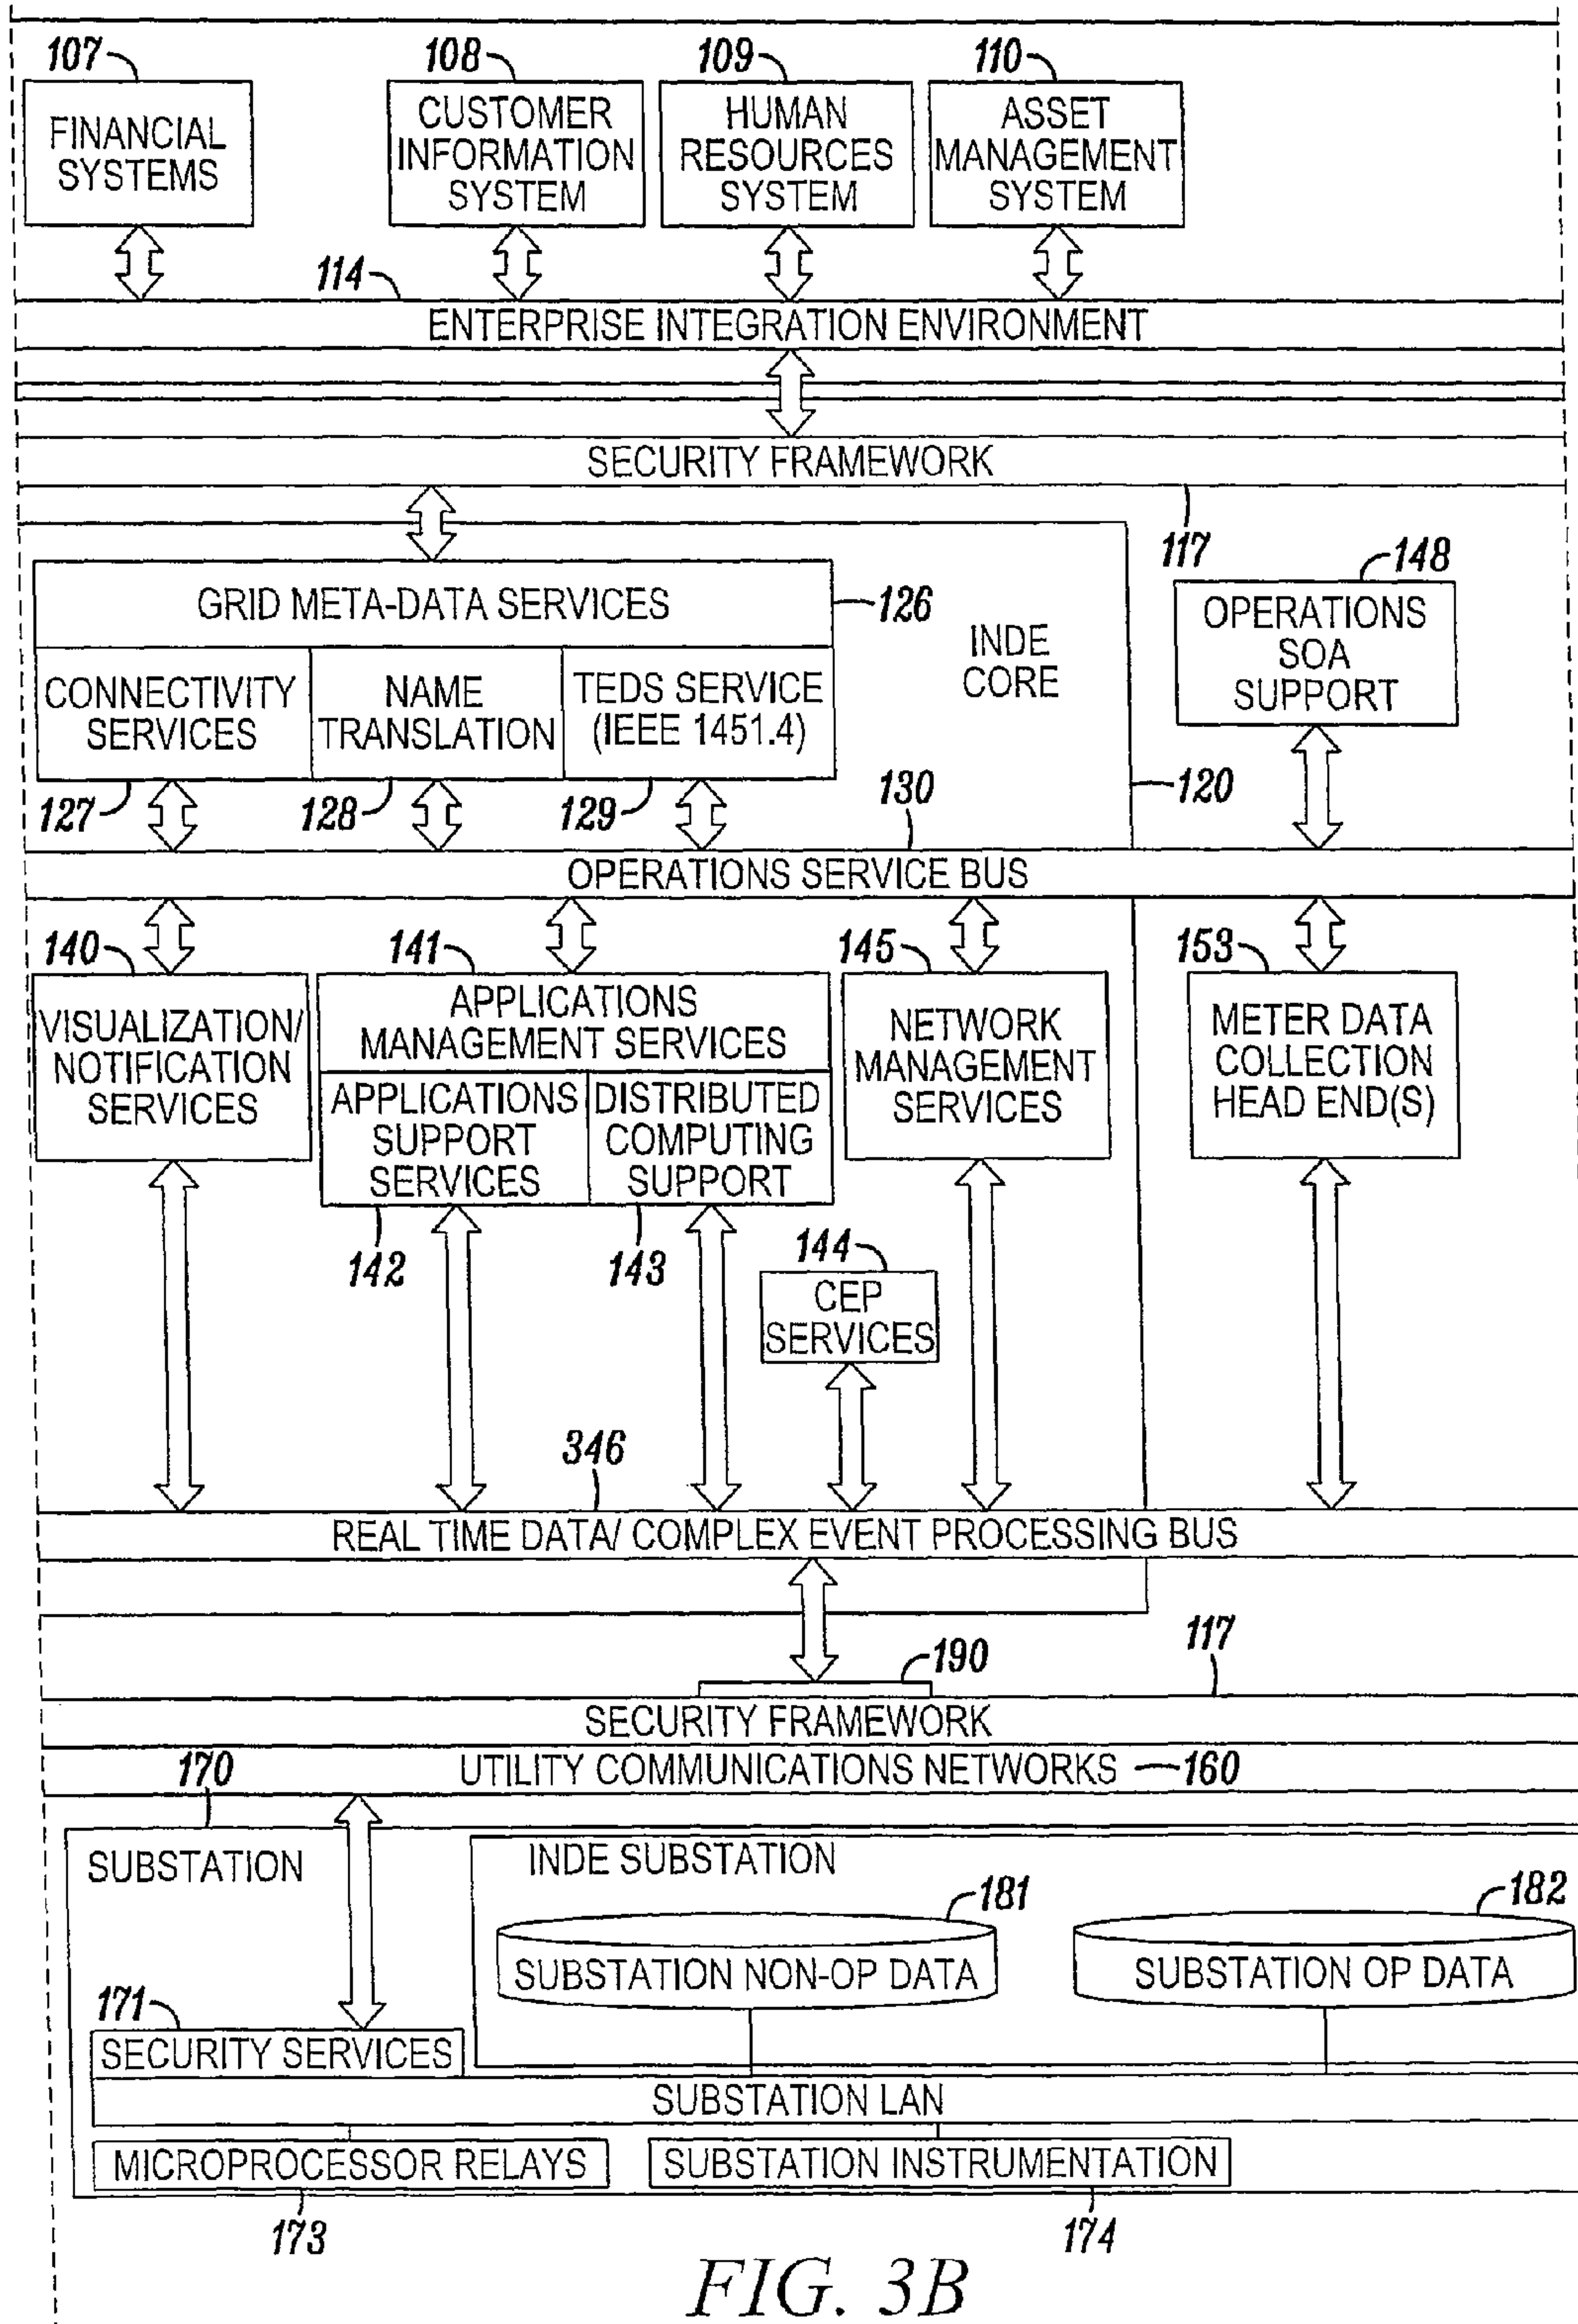 107
108
109
110
FINANCIAL
SYSTEMS
CUSTOMER
INFORMATION
SYSTEM
HUMAN
RESOURCES
SYSTEM
ASSET
MANAGEMENT
SYSTEM
114
ENTERPRISE INTEGRATION ENVIRONMENT
SECURITY FRAMEWORK
117
148
GRID META-DATA SERVICES
126
INDE
CORE
OPERATIONS
SOA
SUPPORT
CONNECTIVITY
SERVICES
NAME
TRANSLATION
TEDS SERVICE
(IEEE 1451.4)
127
128
129
130
120
OPERATIONS SERVICE BUS
140
141
145
153
VISUALIZATION/
NOTIFICATION
SERVICES
APPLICATIONS
MANAGEMENT SERVICES
APPLICATIONS
SUPPORT
SERVICES
DISTRIBUTED
COMPUTING
SUPPORT
NETWORK
MANAGEMENT
SERVICES
METER DATA
COLLECTION
HEAD END(S)
142
143
144
CEP
SERVICES
346
REAL TIME DATA/ COMPLEX EVENT PROCESSING BUS
190
117
SECURITY FRAMEWORK
170
UTILITY COMMUNICATIONS NETWORKS
160
SUBSTATION
INDE SUBSTATION
181
182
SUBSTATION NON-OP DATA
SUBSTATION OP DATA
171
SECURITY SERVICES
SUBSTATION LAN
MICROPROCESSOR RELAYS
SUBSTATION INSTRUMENTATION
173
174
FIG. 3B